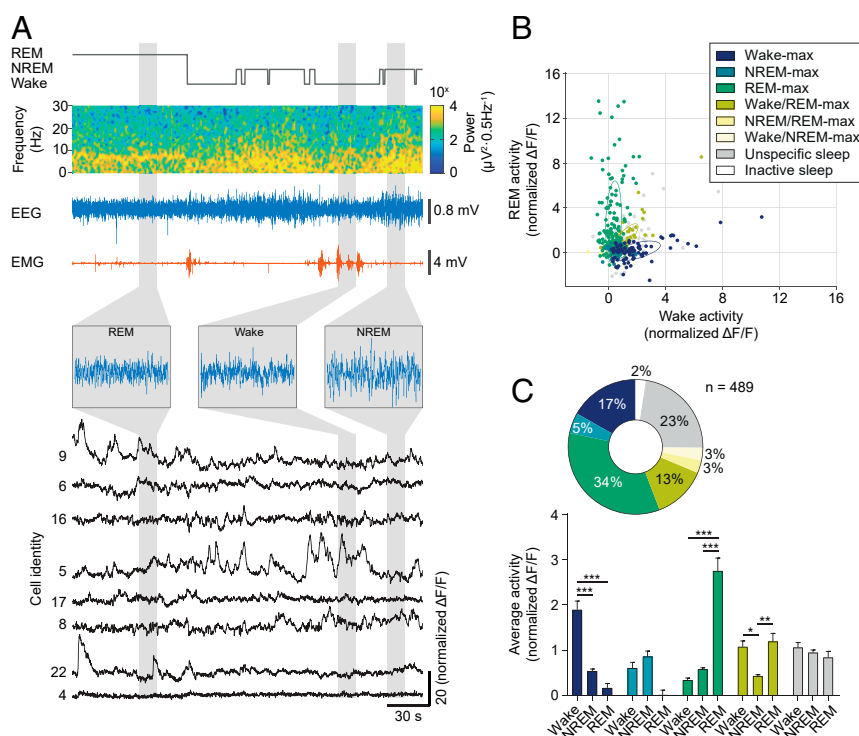 A
REM
NREM
Wake
30
20
10
0
Frequency
(Hz)
10ˣ
4
2
0
Power
(µV²· 0.5Hz⁻¹)
EEG
0.8 mV
EMG
4 mV
REM
Wake
NREM
Cell identity
9
6
16
5
17
8
22
4
20 (normalized ΔF/F)
30 s
B
REM activity
(normalized ΔF/F)
16
12
8
4
0
0
4
8
12
16
Wake activity
(normalized ΔF/F)
Wake-max
NREM-max
REM-max
Wake/REM-max
NREM/REM-max
Wake/NREM-max
Unspecific sleep
Inactive sleep
C
n = 489
2%
23%
3%
3%
13%
34%
5%
17%
Average activity
(normalized ΔF/F)
4
3
2
1
0
***
***
***
***
*
**
Wake
NREM
REM
Wake
NREM
REM
Wake
NREM
REM
Wake
NREM
REM
Wake
NREM
REM